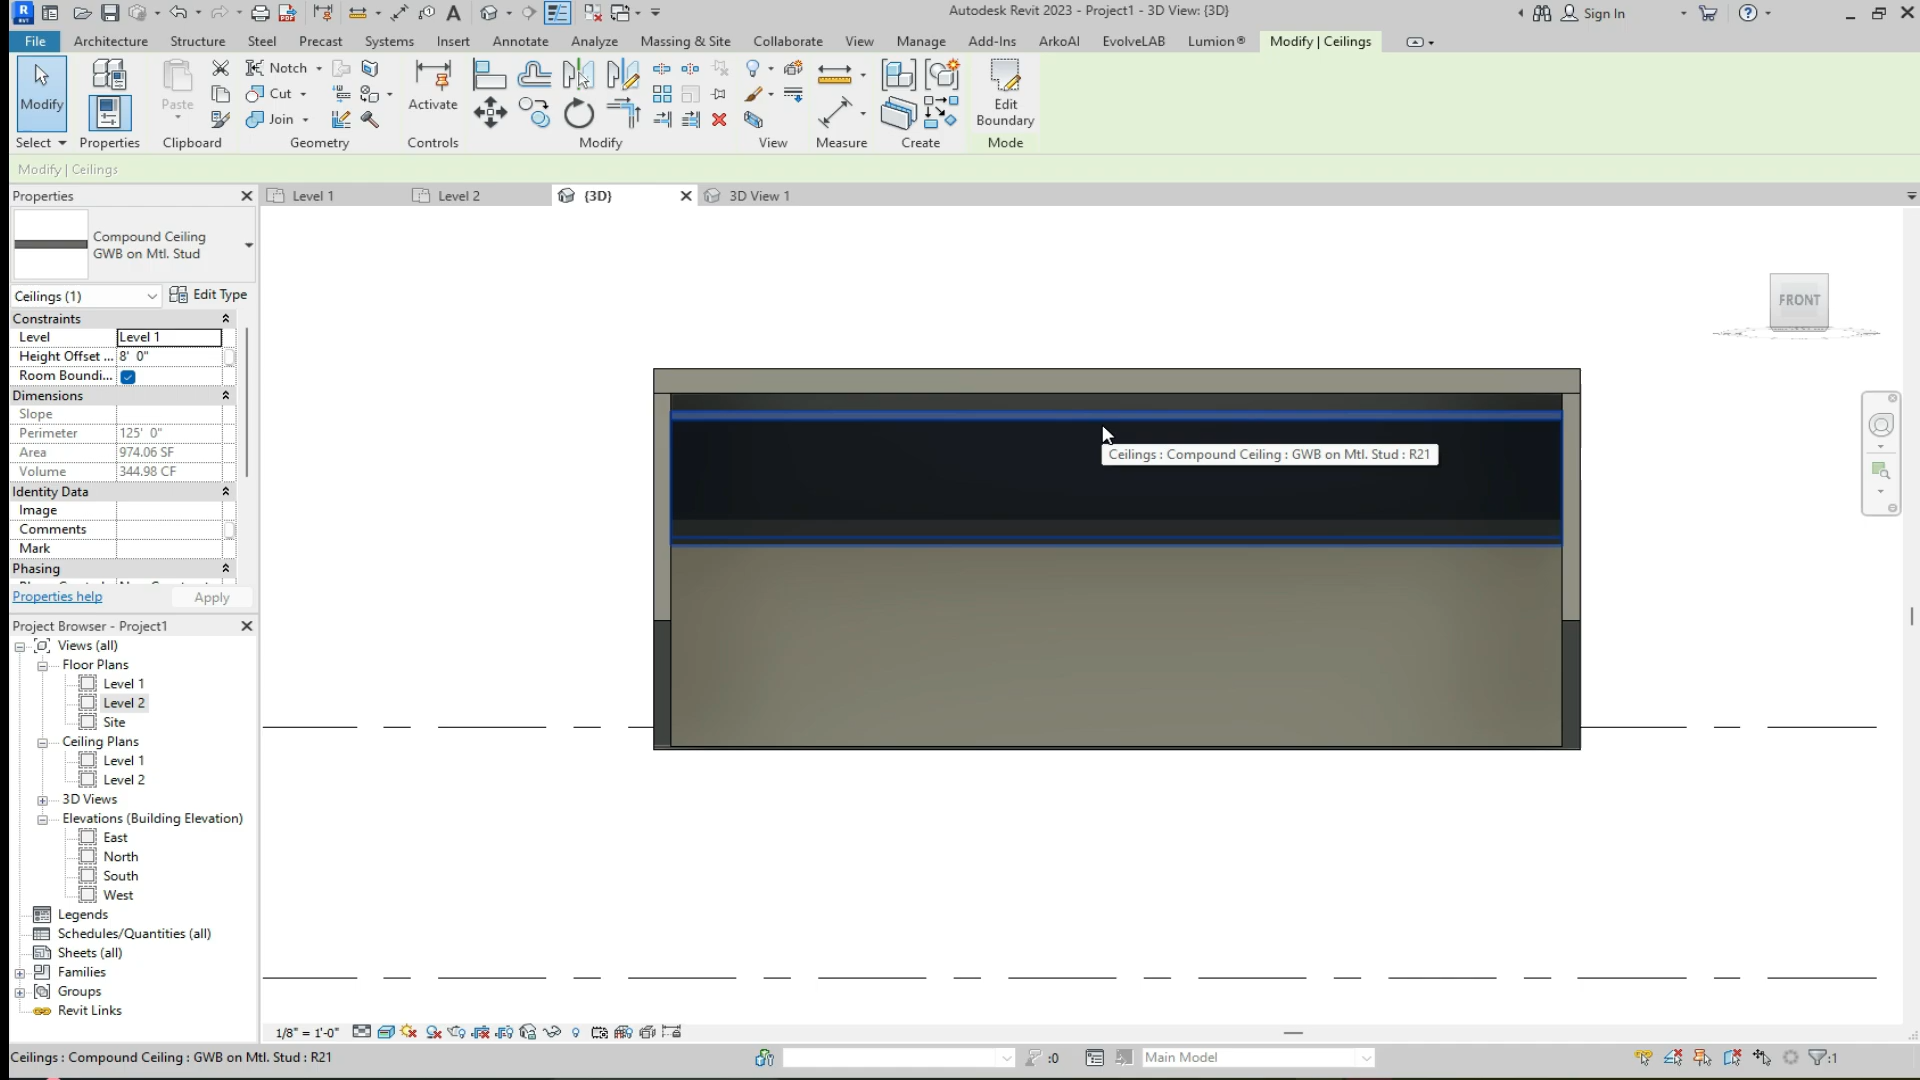 Autodesk Revit 2023 - Project1 - 3D View: {3D}
Sign In
File Architecture Structure Steel Precast Systems Insert Annotate Analyze Massing & Site Collaborate View Manage Add-Ins ArkoAI EvolveLAB Lumion® Modify | Ceilings
Modify
Paste
Notch
Cut
Join
Activate
Edit
Boundary
Select Properties Clipboard Geometry Controls Modify View Measure Create Mode
Modify | Ceilings
Properties
Level 1
Level 2
{3D}
3D View 1
Compound Ceiling
GWB on Mtl. Stud
Ceilings (1)
Edit Type
Constraints
Level Level 1
Height Offset ... 8' 0"
Room Boundi...
Dimensions
Slope
Perimeter 125' 0"
Area 974.06 SF
Volume 344.98 CF
Identity Data
Image
Comments
Mark
Phasing
Properties help
Apply
FRONT
Ceilings : Compound Ceiling : GWB on Mtl. Stud : R21
Project Browser - Project1
Views (all)
Floor Plans
Level 1
Level 2
Site
Ceiling Plans
Level 1
Level 2
3D Views
Elevations (Building Elevation)
East
North
South
West
Legends
Schedules/Quantities (all)
Sheets (all)
Families
Groups
Revit Links
1/8" = 1'-0"
Ceilings : Compound Ceiling : GWB on Mtl. Stud : R21
:0
Main Model
:1